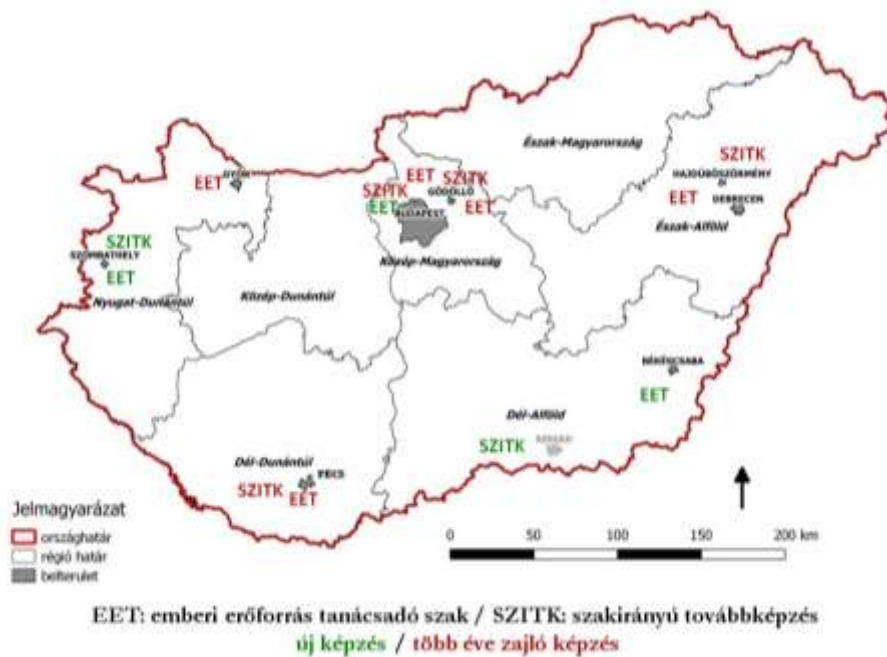 Észak-Magyarország
SZITK
HAJDÚBÖSZÖRMÉNY
EET
DEBRECEN
Észak-Alföld
GYŐR
EET
EET
SZITK
SZITK
GÖDÖLLŐ
EET
EET
BUDAPEST
Közép-Magyarország
SZITK
SZOMBATHELY
EET
Nyugat-Dunántúl
Közép-Dunántúl
BÉKÉSCSABA
EET
Dél-Alföld
SZITK
SZEGED
Dél-Dunántúl
PÉCS
SZITK
EET
Jelmagyarázat
országhatár
régió határ
belterulet
0 50 100 150 200 km
EET: emberi erőforrás tanácsadó szak / SZITK: szakirányú továbbképzés
új képzés / több éve zajló képzés